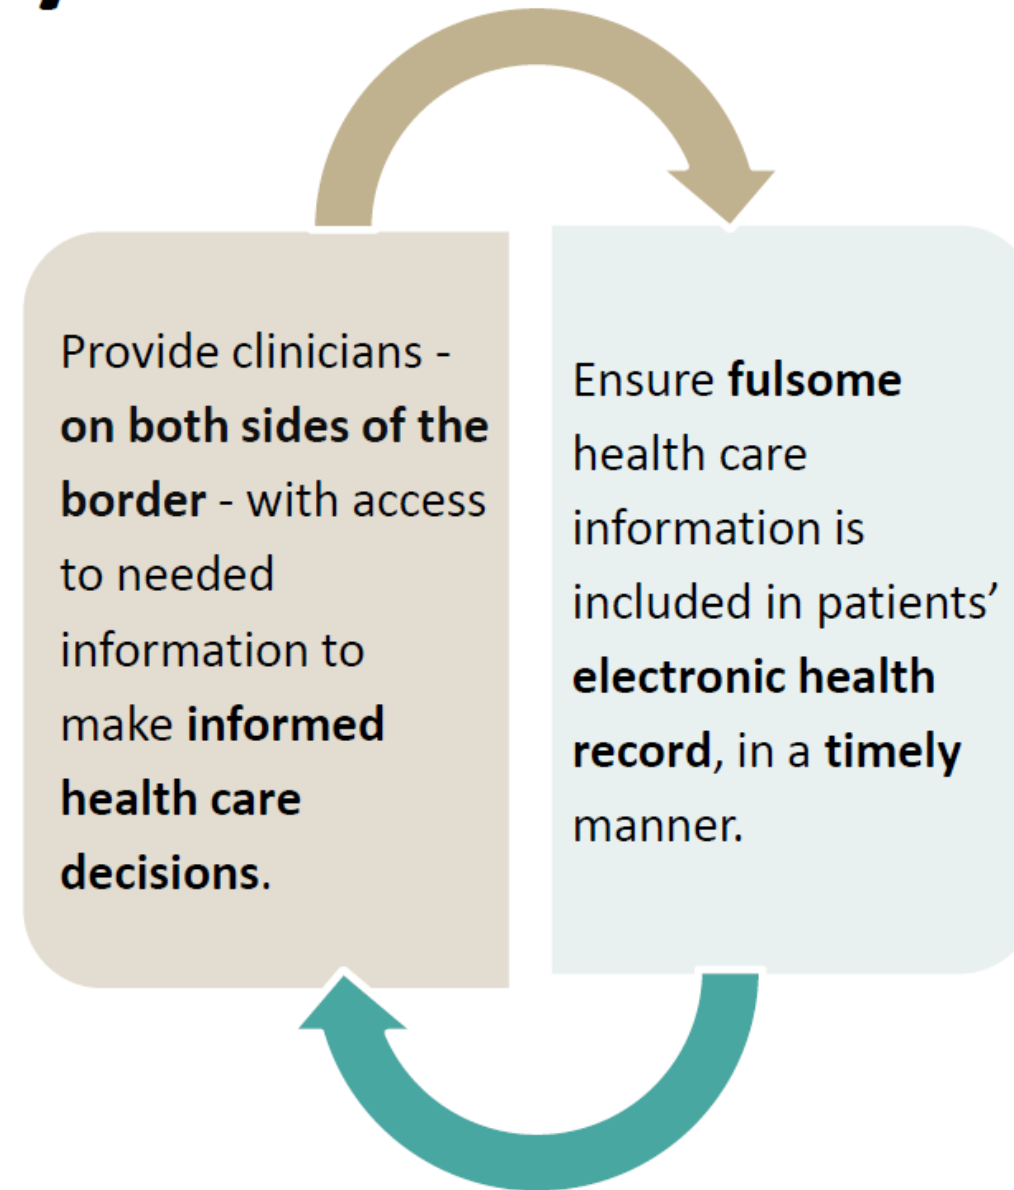 Provide clinicians -
on both sides of the
border - with access
to needed
information to
make informed
health care
decisions.
Ensure fulsome
health care
information is
included in patients’
electronic health
record, in a timely
manner.